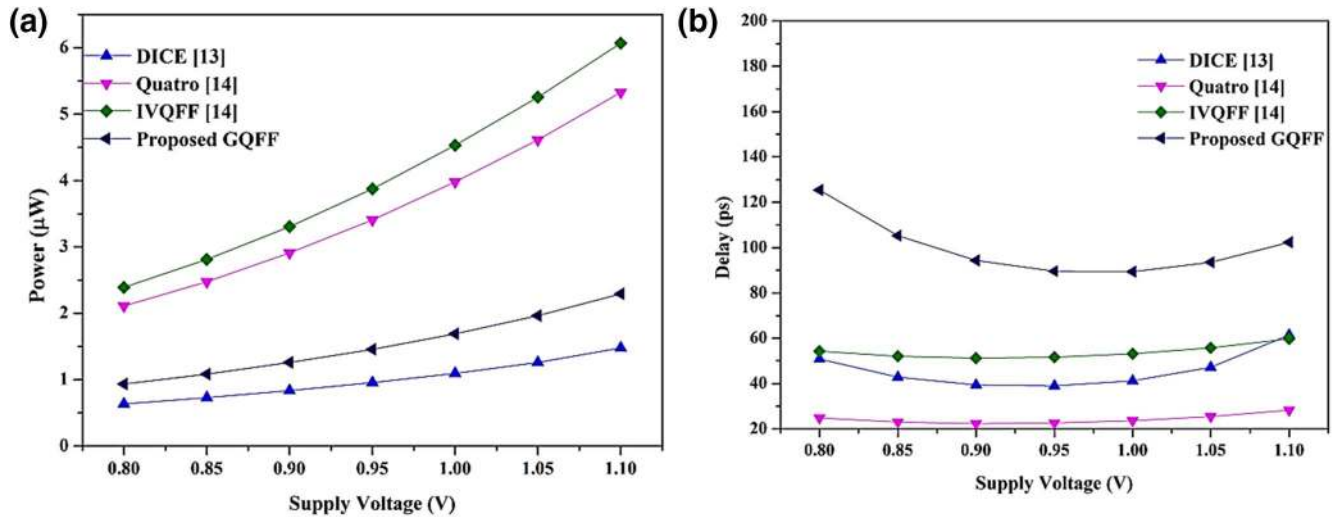 (a)
DICE [13]
Quatro [14]
IVQFF [14]
Proposed GQFF
Power (μW)
6
5
4
3
2
1
0
0.80 0.85 0.90 0.95 1.00 1.05 1.10
Supply Voltage (V)
(b)
DICE [13]
Quatro [14]
IVQFF [14]
Proposed GQFF
Delay (ps)
200
180
160
140
120
100
80
60
40
20
0.80 0.85 0.90 0.95 1.00 1.05 1.10
Supply Voltage (V)